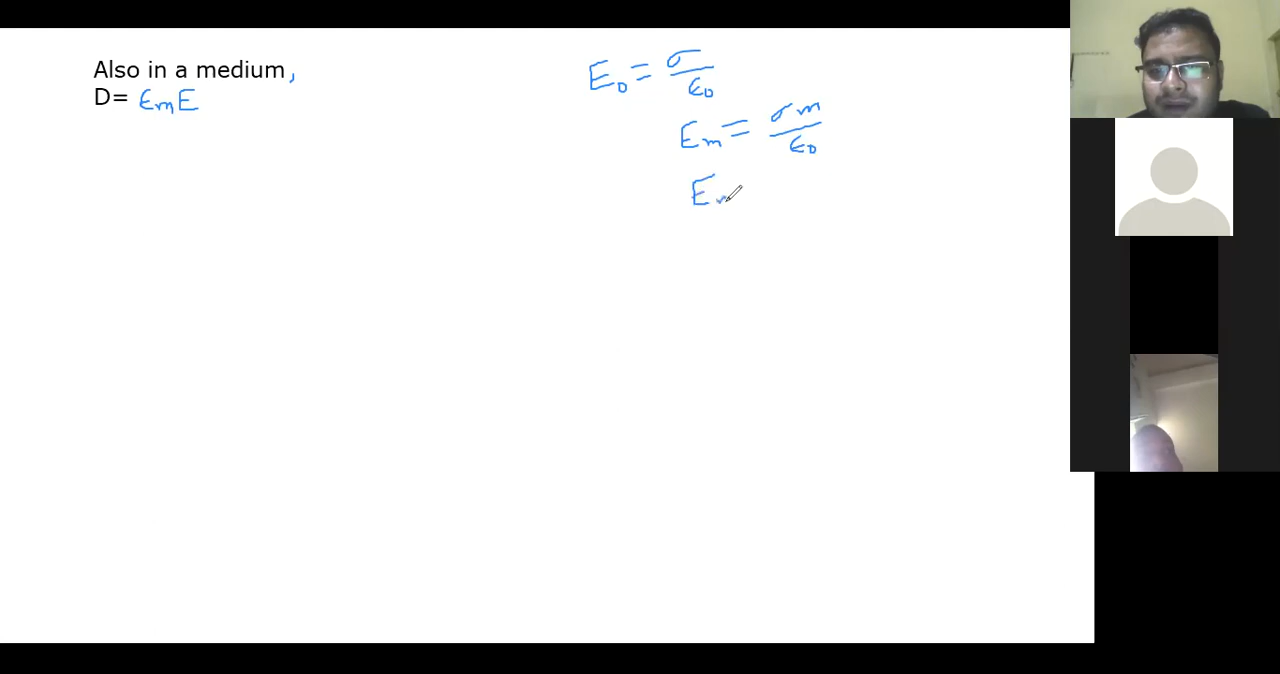 Also in a medium,
D= ϵmE
E0 = σ/ϵ0
Em = σm/ϵ0
E